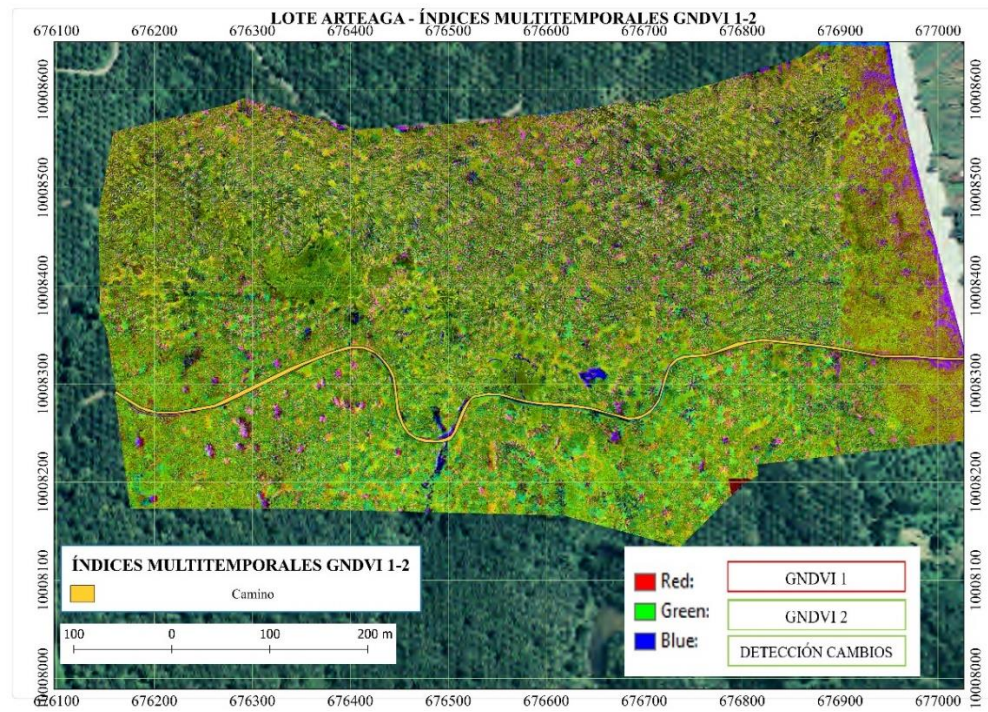 LOTE ARTEAGA - ÍNDICES MULTITEMPORALES GNDVI 1-2
676100 676200 676300 676400 676500 676600 676700 676800 676900 677000
10008600 10008600
10008500 10008500
10008400 10008400
10008300 10008300
10008200 10008200
10008100 10008100
10008000 10008000
ÍNDICES MULTITEMPORALES GNDVI 1-2
Camino
100 0 100 200 m
Red: GNDVI 1
Green: GNDVI 2
Blue: DETECCIÓN CAMBIOS
676100 676200 676300 676400 676500 676600 676700 676800 676900 677000